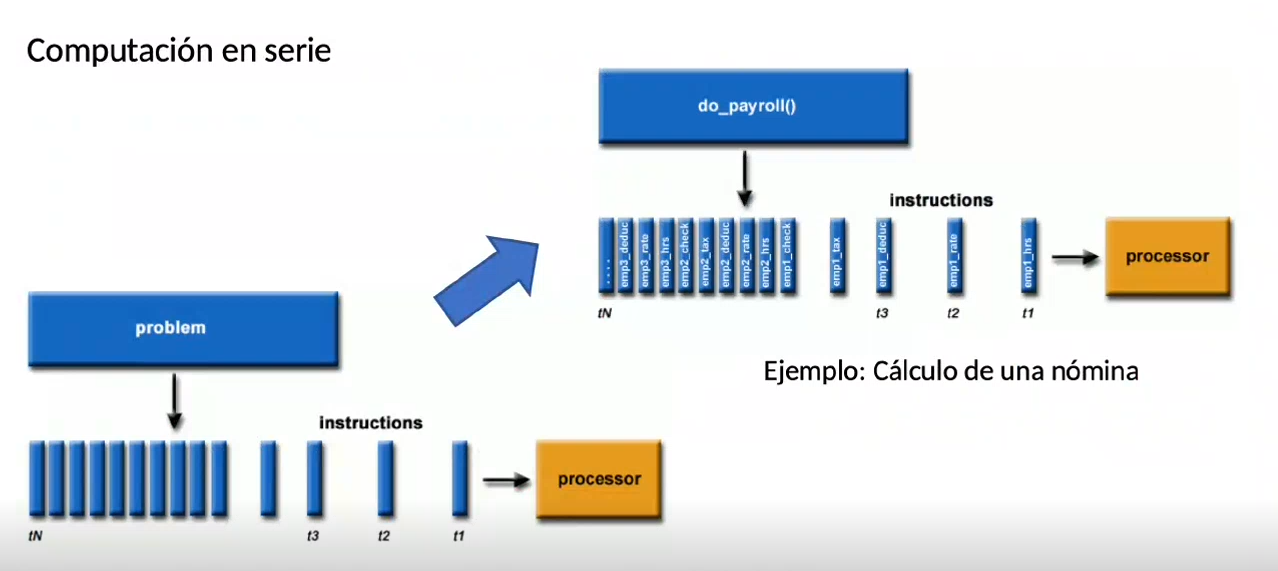 Computación en serie
do_payroll()
instructions
....
emp3_deduc
emp3_rate
emp3_hrs
emp2_check
emp2_tax
emp2_deduc
emp2_rate
emp2_hrs
emp1_check
emp1_tax
emp1_deduc
emp1_rate
emp1_hrs
processor
tN t3 t2 t1
Ejemplo: Cálculo de una nómina
problem
instructions
processor
tN t3 t2 t1